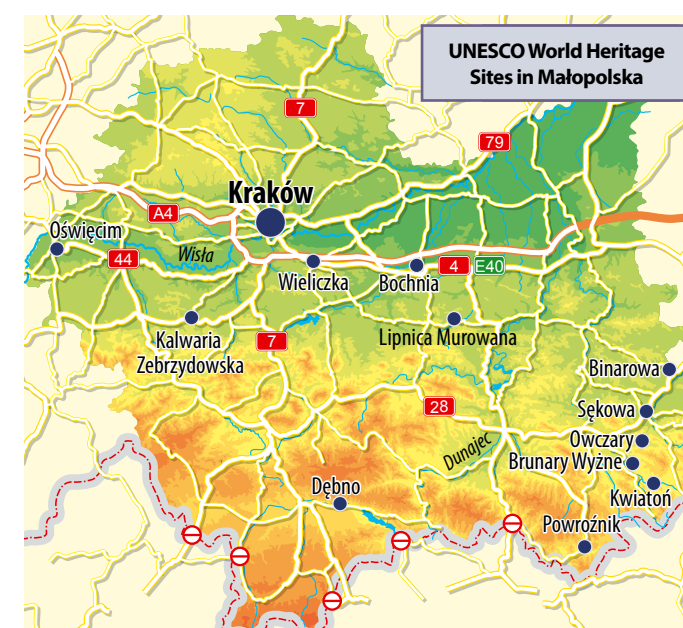 UNESCO World Heritage
Sites in Małopolska
7
79
Kraków
A4
Oświęcim
Wisła
44
Wieliczka
Bochnia
4
E40
Kalwaria
Zebrzydowska
7
Lipnica Murowana
Binarowa
28
Sękowa
Owczary
Dunajec
Brunary Wyżne
Dębno
Kwiatoń
Powroźnik